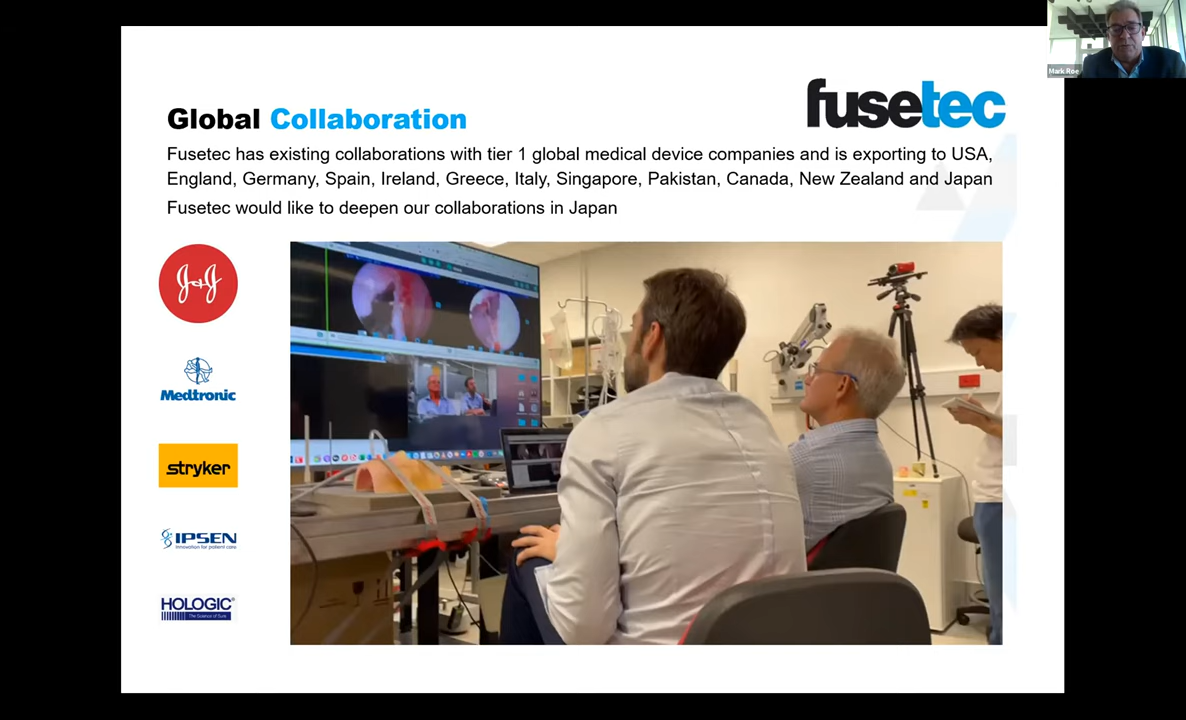 Mark Roe
fusetec
Global Collaboration
Fusetec has existing collaborations with tier 1 global medical device companies and is exporting to USA,
England, Germany, Spain, Ireland, Greece, Italy, Singapore, Pakistan, Canada, New Zealand and Japan
Fusetec would like to deepen our collaborations in Japan
J&J
Medtronic
stryker
IPSEN
Innovation for patient care
HOLOGIC®
The Science of Sure